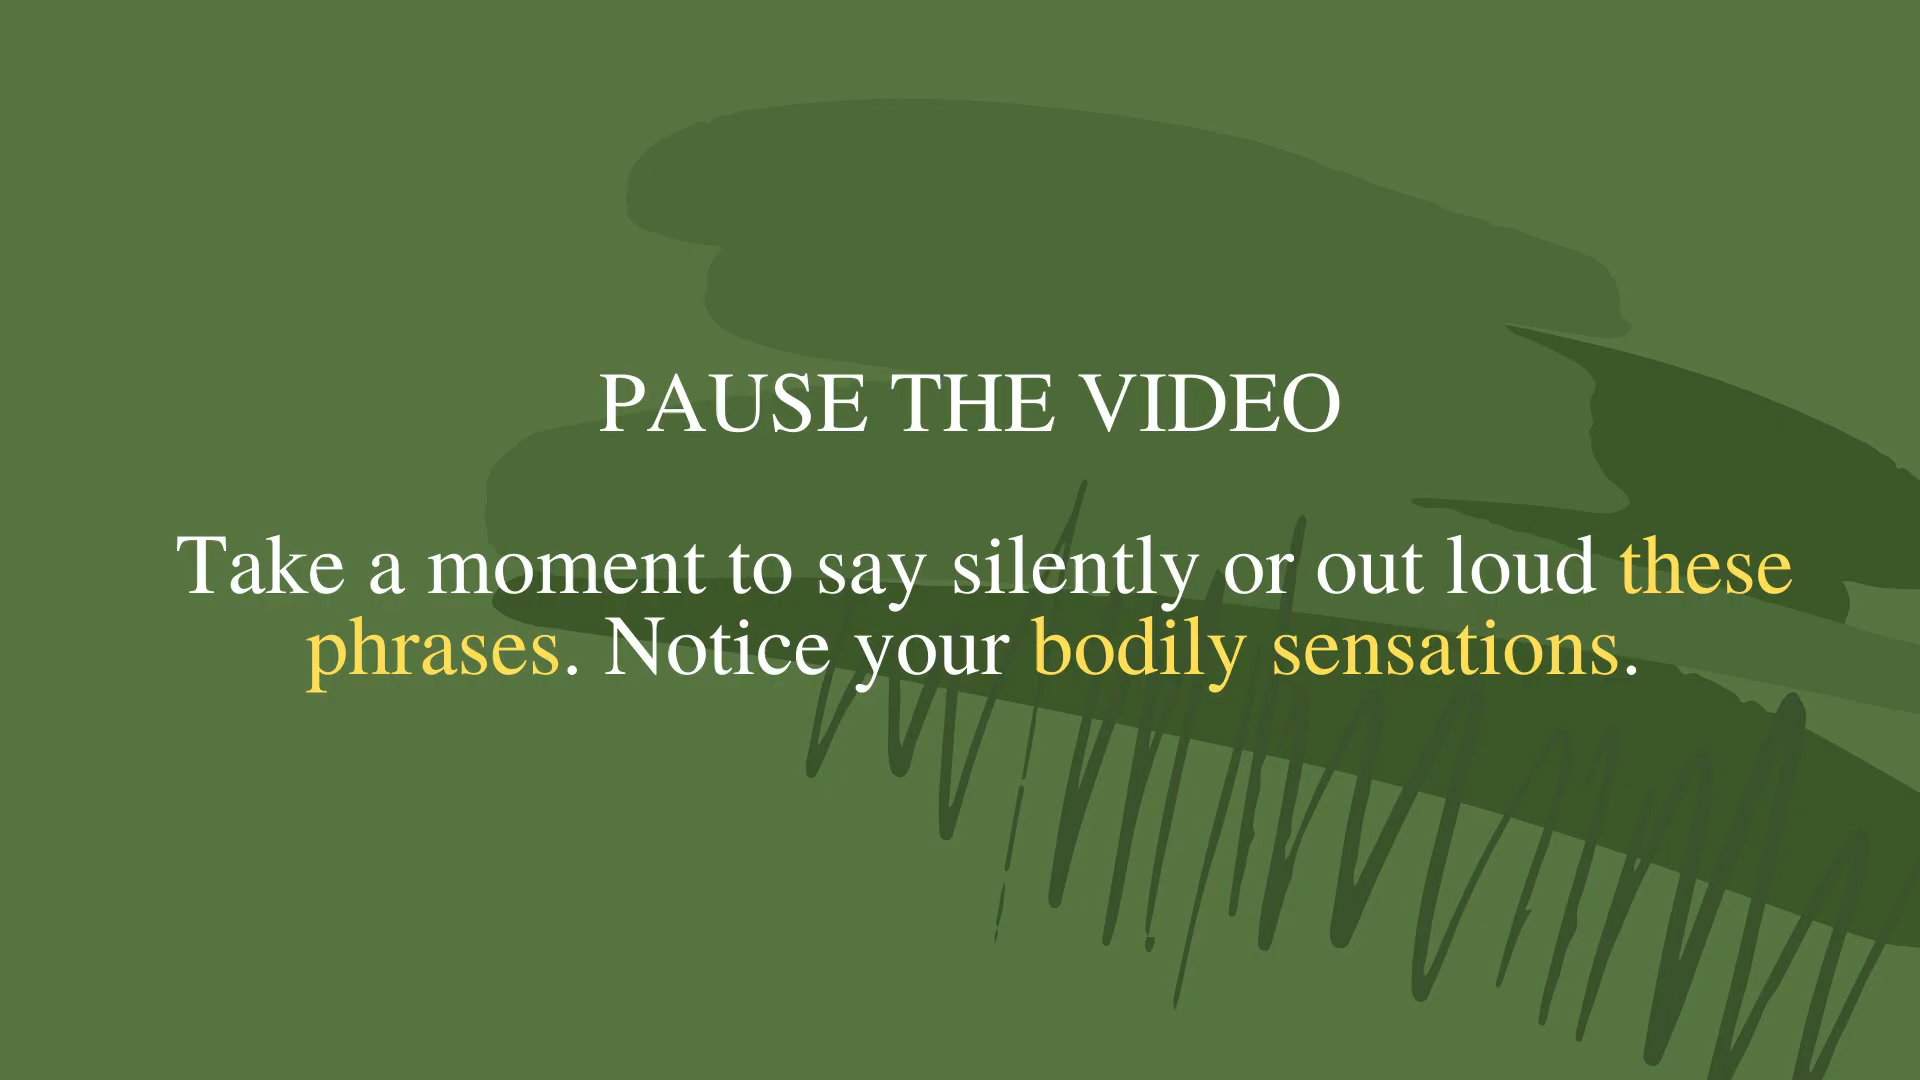 PAUSE THE VIDEO
Take a moment to say silently or out loud these
phrases. Notice your bodily sensations.